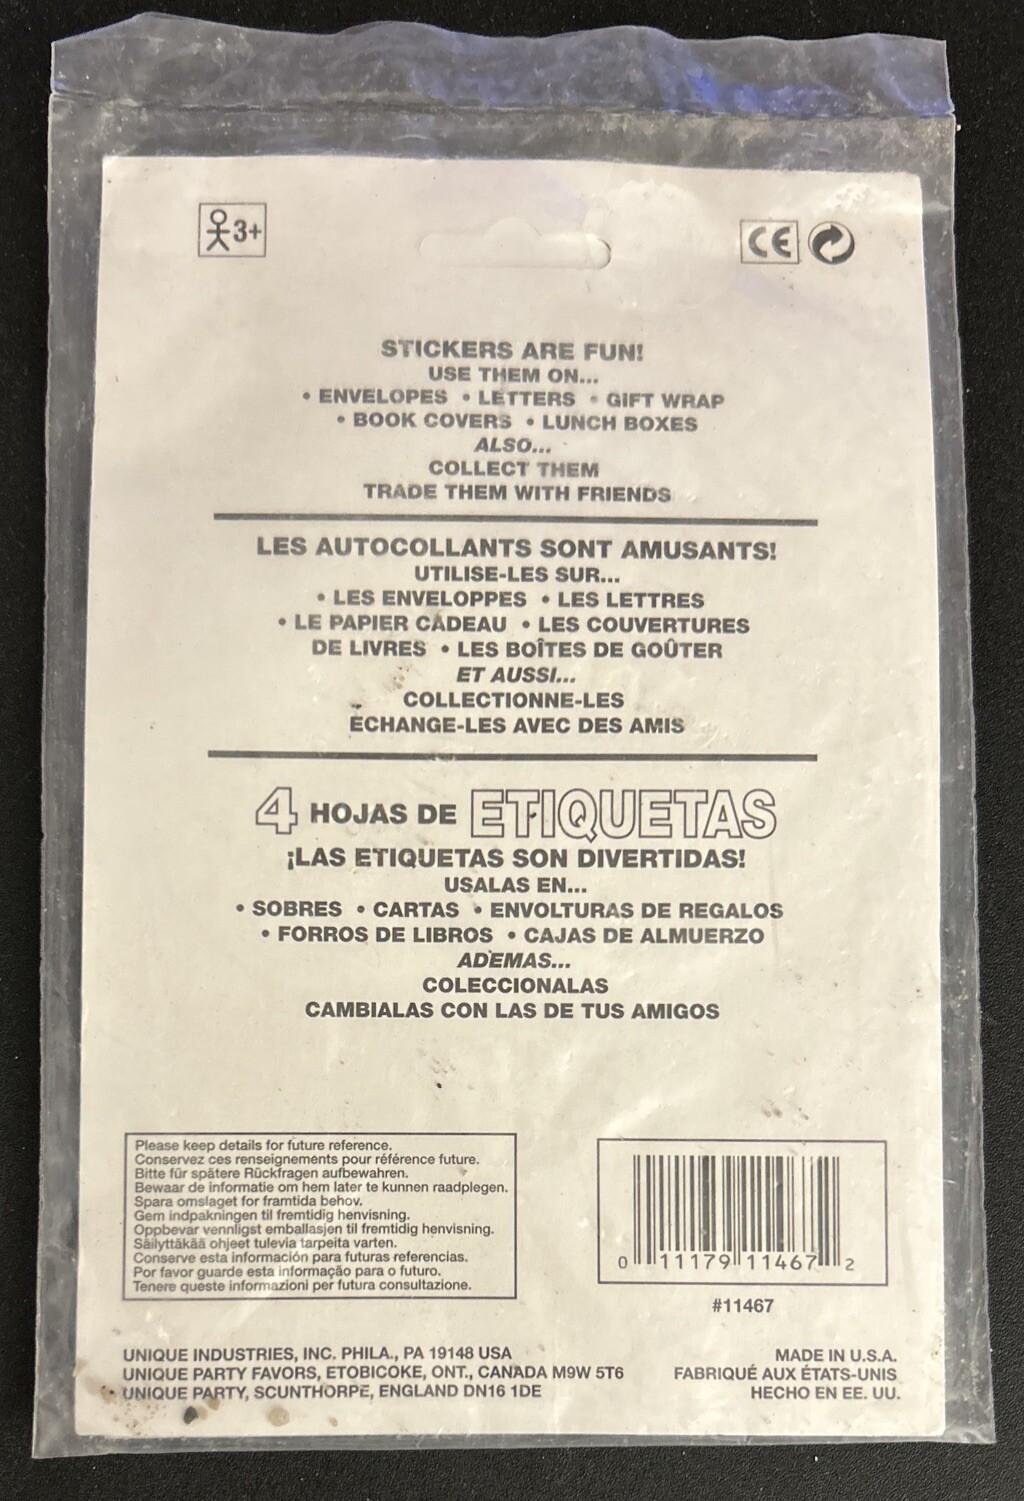 3+
CE
STICKERS ARE FUN!
USE THEM ON...
• ENVELOPES • LETTERS • GIFT WRAP
• BOOK COVERS • LUNCH BOXES
ALSO...
COLLECT THEM
TRADE THEM WITH FRIENDS
LES AUTOCOLLANTS SONT AMUSANTS!
UTILISE-LES SUR...
• LES ENVELOPPES • LES LETTRES
• LE PAPIER CADEAU • LES COUVERTURES
DE LIVRES • LES BOÎTES DE GOÛTER
ET AUSSI...
COLLECTIONNE-LES
ÉCHANGE-LES AVEC DES AMIS
4 HOJAS DE ETIQUETAS
¡LAS ETIQUETAS SON DIVERTIDAS!
USALAS EN...
• SOBRES • CARTAS • ENVOLTURAS DE REGALOS
• FORROS DE LIBROS • CAJAS DE ALMUERZO
ADEMAS...
COLECCIONALAS
CAMBIALAS CON LAS DE TUS AMIGOS
Please keep details for future reference.
Conservez ces renseignements pour référence future.
Bitte für spätere Rückfragen aufbewahren.
Bewaar de informatie om hem later te kunnen raadplegen.
Spara omslaget for framtida behov.
Gem indpakningen til fremtidig henvisning.
Oppbevar vennligst emballasjen til fremtidig henvisning.
Säilyttäkää ohjeet tulevia tarpeita varten.
Conserve esta información para futuras referencias.
Por favor guarde esta informação para o futuro.
Tenere queste informazioni per futura consultazione.
0 11179 11467 2
#11467
UNIQUE INDUSTRIES, INC. PHILA., PA 19148 USA
UNIQUE PARTY FAVORS, ETOBICOKE, ONT., CANADA M9W 5T6
UNIQUE PARTY, SCUNTHORPE, ENGLAND DN16 1DE
MADE IN U.S.A.
FABRIQUÉ AUX ÉTATS-UNIS
HECHO EN EE. UU.